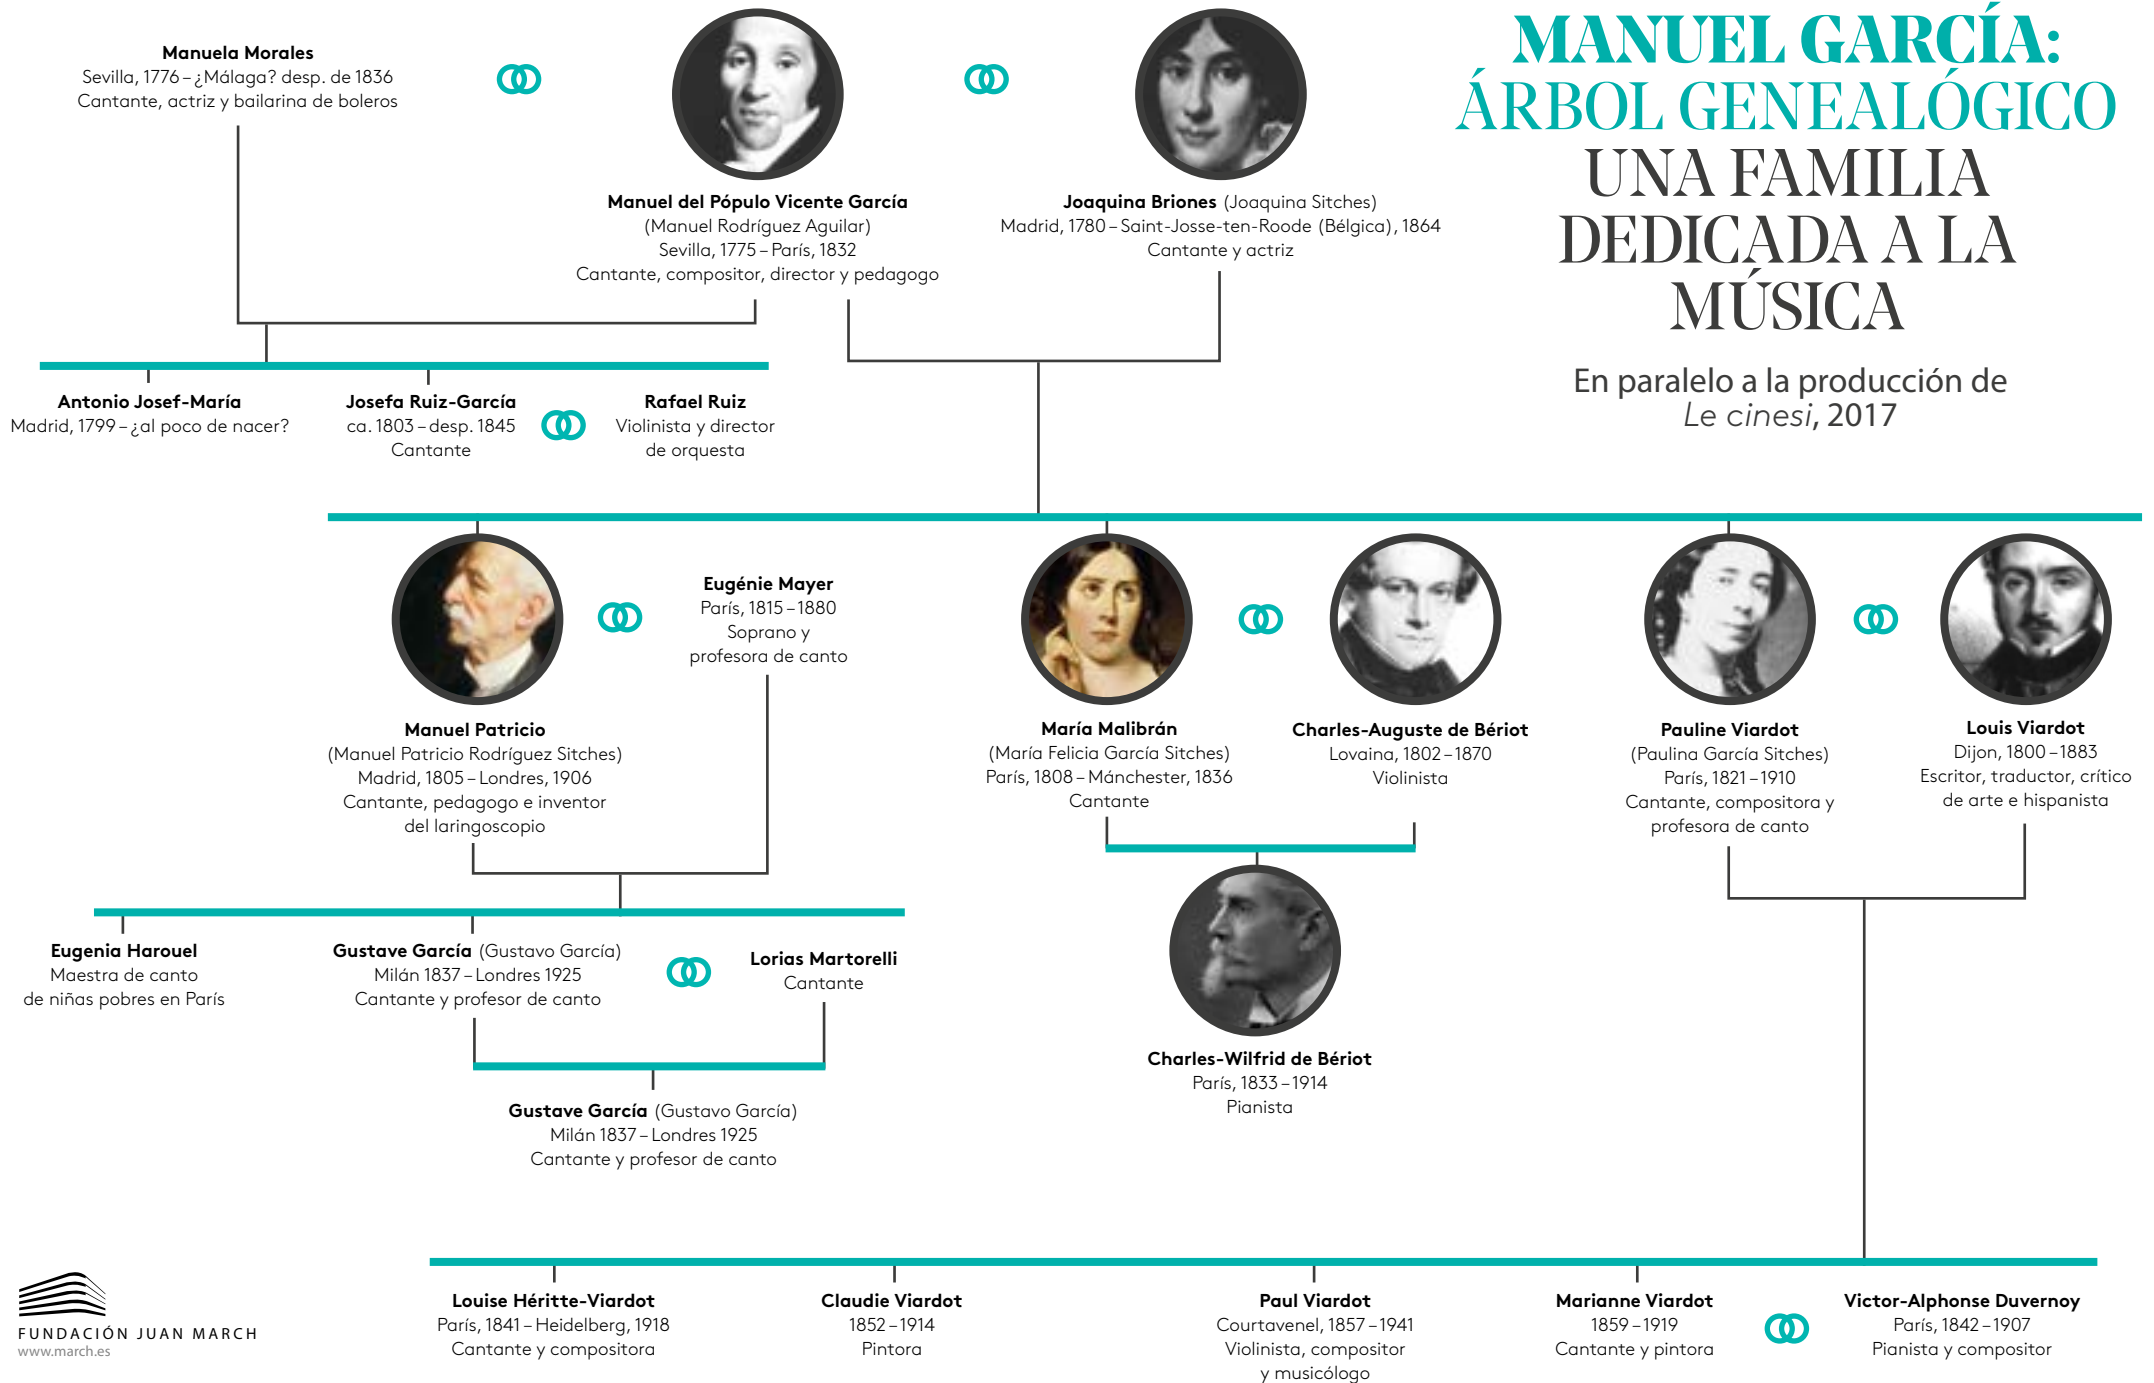 MANUEL GARCÍA:
ÁRBOL GENEALÓGICO
UNA FAMILIA
DEDICADA A LA
MÚSICA
En paralelo a la producción de
Le cinesi, 2017
Manuela Morales
Sevilla, 1776 – ¿Málaga? desp. de 1836
Cantante, actriz y bailarina de boleros
Manuel del Pópulo Vicente García
(Manuel Rodríguez Aguilar)
Sevilla, 1775 – París, 1832
Cantante, compositor, director y pedagogo
Joaquina Briones (Joaquina Sitches)
Madrid, 1780 – Saint-Josse-ten-Roode (Bélgica), 1864
Cantante y actriz
Antonio Josef-María
Madrid, 1799 – ¿al poco de nacer?
Josefa Ruiz-García
ca. 1803 – desp. 1845
Cantante
Rafael Ruiz
Violinista y director
de orquesta
Manuel Patricio
(Manuel Patricio Rodríguez Sitches)
Madrid, 1805 – Londres, 1906
Cantante, pedagogo e inventor
del laringoscopio
Eugénie Mayer
París, 1815 – 1880
Soprano y
profesora de canto
María Malibrán
(María Felicia García Sitches)
París, 1808 – Mánchester, 1836
Cantante
Charles-Auguste de Bériot
Lovaina, 1802 – 1870
Violinista
Pauline Viardot
(Paulina García Sitches)
París, 1821 – 1910
Cantante, compositora y
profesora de canto
Louis Viardot
Dijon, 1800 – 1883
Escritor, traductor, crítico
de arte e hispanista
Eugenia Harouel
Maestra de canto
de niñas pobres en París
Gustave García (Gustavo García)
Milán 1837 – Londres 1925
Cantante y profesor de canto
Lorias Martorelli
Cantante
Gustave García (Gustavo García)
Milán 1837 – Londres 1925
Cantante y profesor de canto
Charles-Wilfrid de Bériot
París, 1833 – 1914
Pianista
Louise Héritte-Viardot
París, 1841 – Heidelberg, 1918
Cantante y compositora
Claudie Viardot
1852 – 1914
Pintora
Paul Viardot
Courtavenel, 1857 – 1941
Violinista, compositor
y musicólogo
Marianne Viardot
1859 – 1919
Cantante y pintora
Victor-Alphonse Duvernoy
París, 1842 – 1907
Pianista y compositor
FUNDACIÓN JUAN MARCH
www.march.es